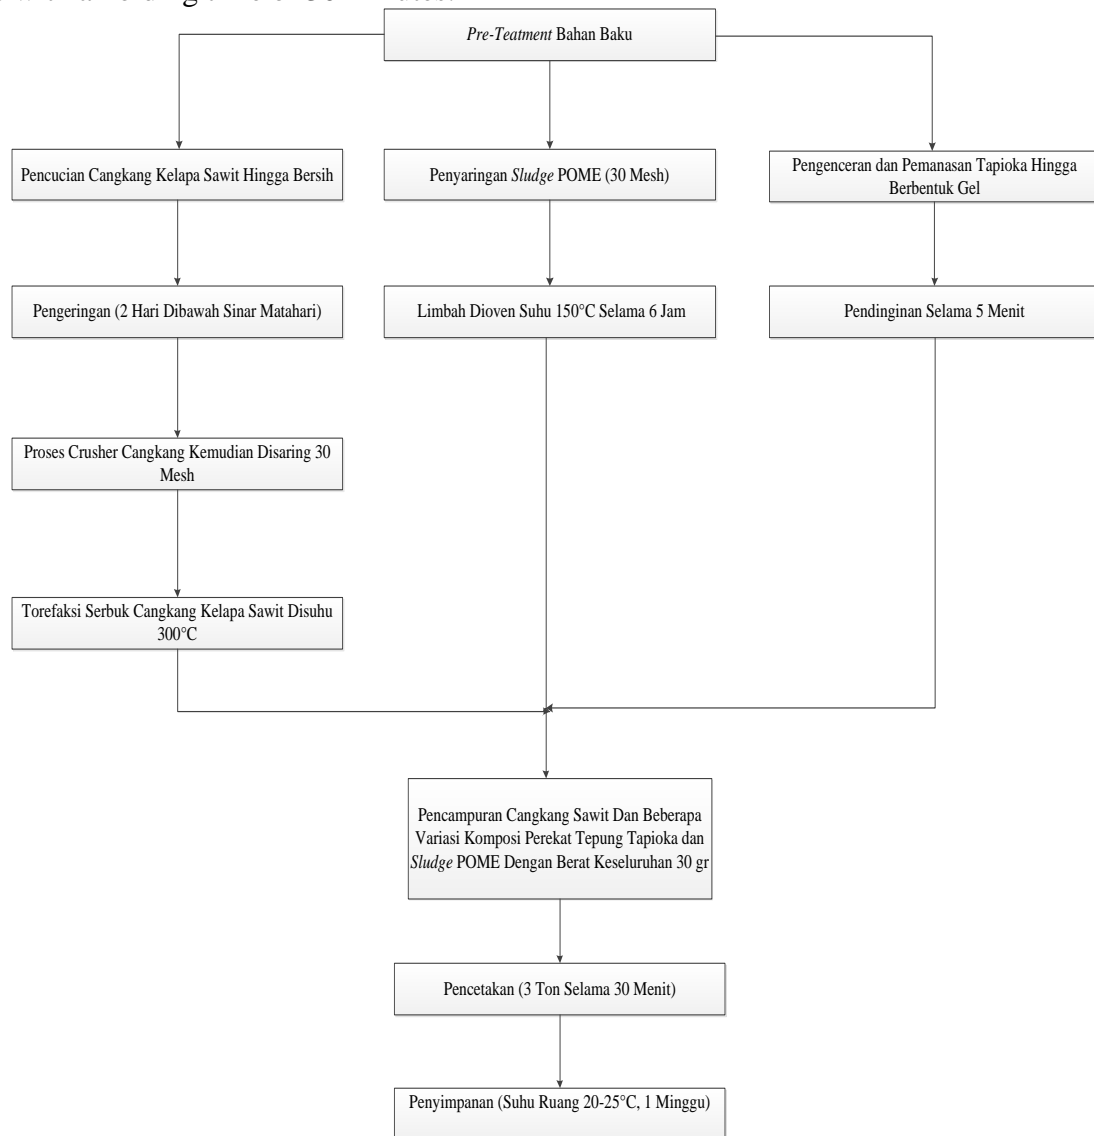 Pre-Teatment Bahan Baku
Pencucian Cangkang Kelapa Sawit Hingga Bersih
Penyaringan Sludge POME (30 Mesh)
Pengenceran dan Pemanasan Tapioka Hingga
Berbentuk Gel
Pengeringan (2 Hari Dibawah Sinar Matahari)
Limbah Dioven Suhu 150°C Selama 6 Jam
Pendinginan Selama 5 Menit
Proses Crusher Cangkang Kemudian Disaring 30
Mesh
Torefaksi Serbuk Cangkang Kelapa Sawit Disuhu
300°C
Pencampuran Cangkang Sawit Dan Beberapa
Variasi Komposi Perekat Tepung Tapioka dan
Sludge POME Dengan Berat Keseluruhan 30 gr
Pencetakan (3 Ton Selama 30 Menit)
Penyimpanan (Suhu Ruang 20-25°C, 1 Minggu)